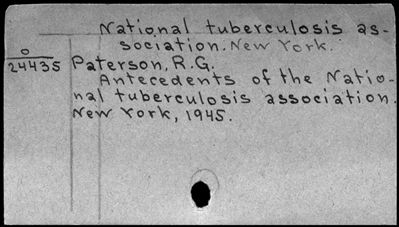 National tuberculosis as-
sociation. New York.
O
24435 Paterson, R.G.
Antecedents of the Natio-
nal tuberculosis association.
New York, 1945.